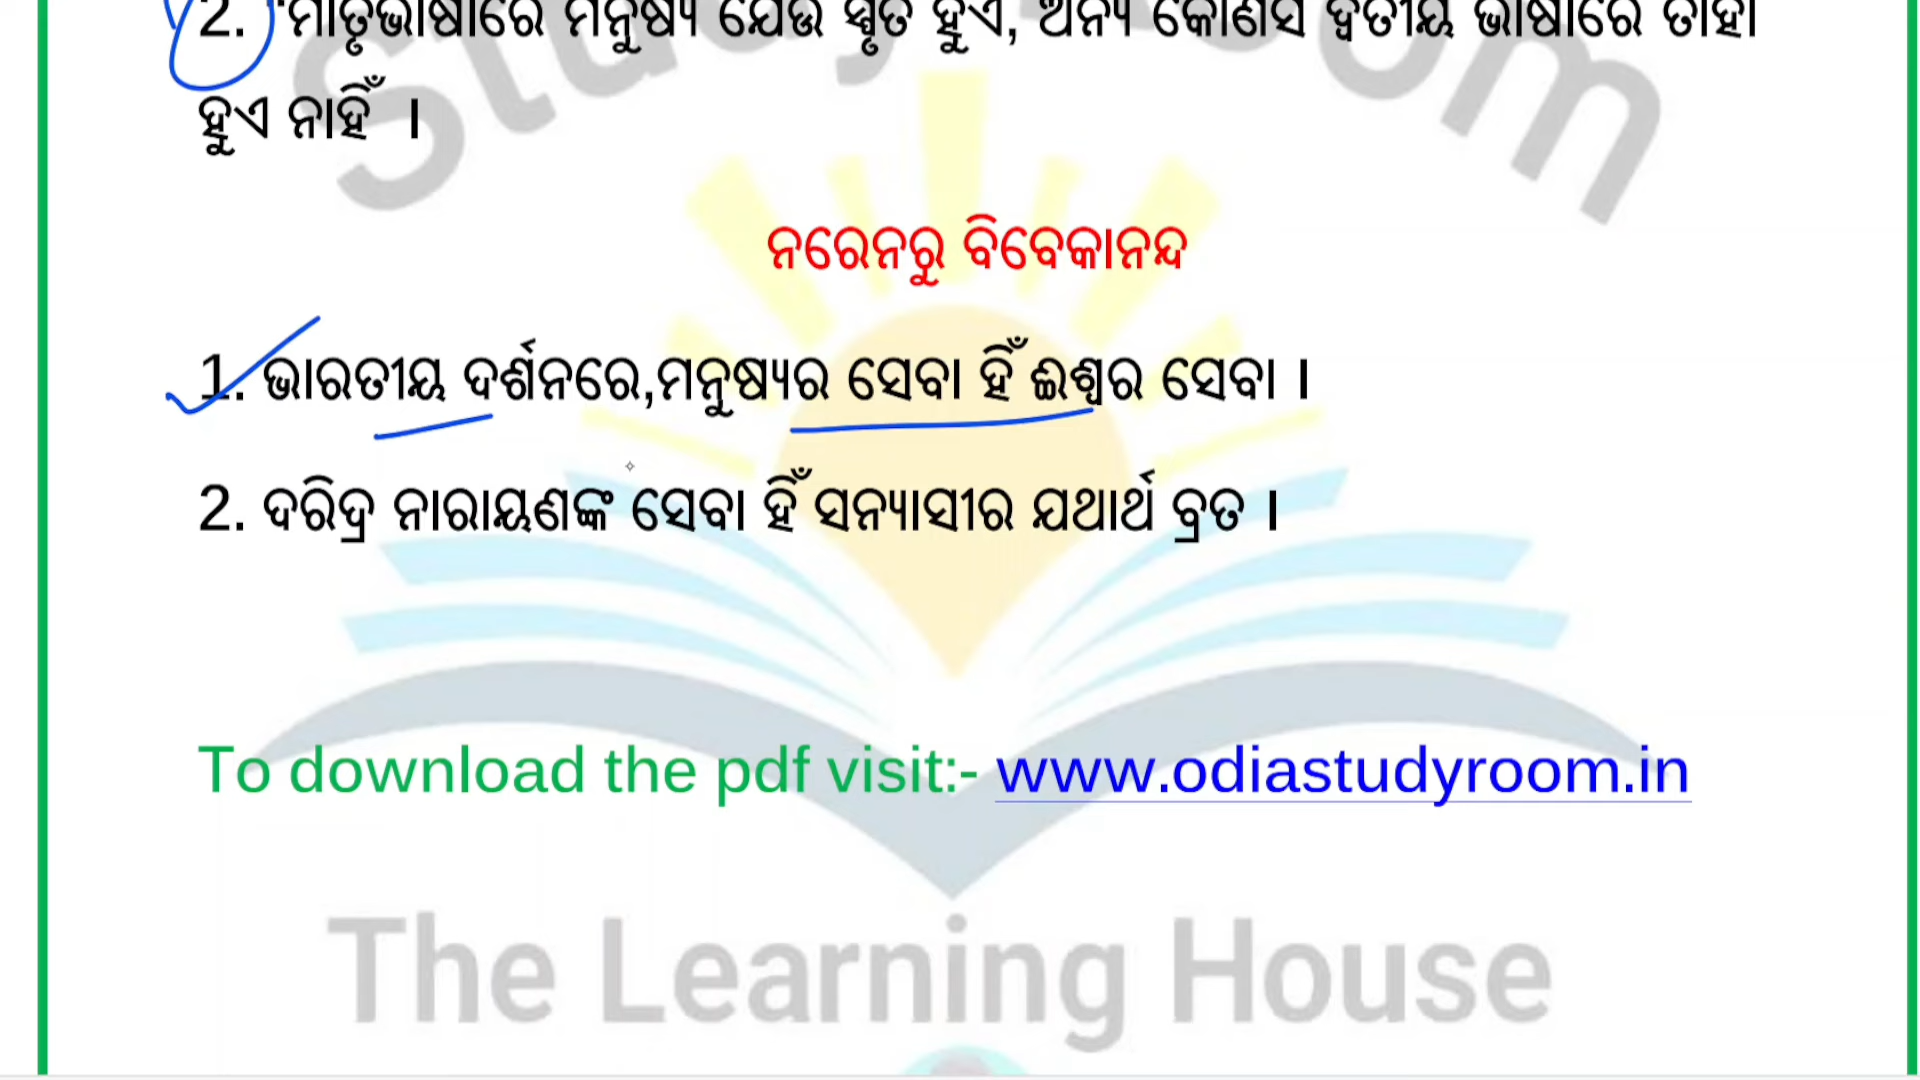 2. "ମାତୃଭାଷାରେ ମନୁଷ୍ୟ ଯେଉ ସ୍ଫୃତ ହୁଏ, ଅନ୍ୟ କୌଣସି ଦ୍ୱିତୀୟ ଭାଷାରେ ତାହା
ହୁଏ ନାହିଁ ।
ନରେନରୁ ବିବେକାନନ୍ଦ
1. ଭାରତୀୟ ଦର୍ଶନରେ,ମନୁଷ୍ୟର ସେବା ହିଁ ଈଶ୍ୱର ସେବା ।
2. ଦରିଦ୍ର ନାରାୟଣଙ୍କ ସେବା ହିଁ ସନ୍ୟାସୀର ଯଥାର୍ଥ ବ୍ରତ ।
To download the pdf visit:- www.odiastudyroom.in
The Learning House